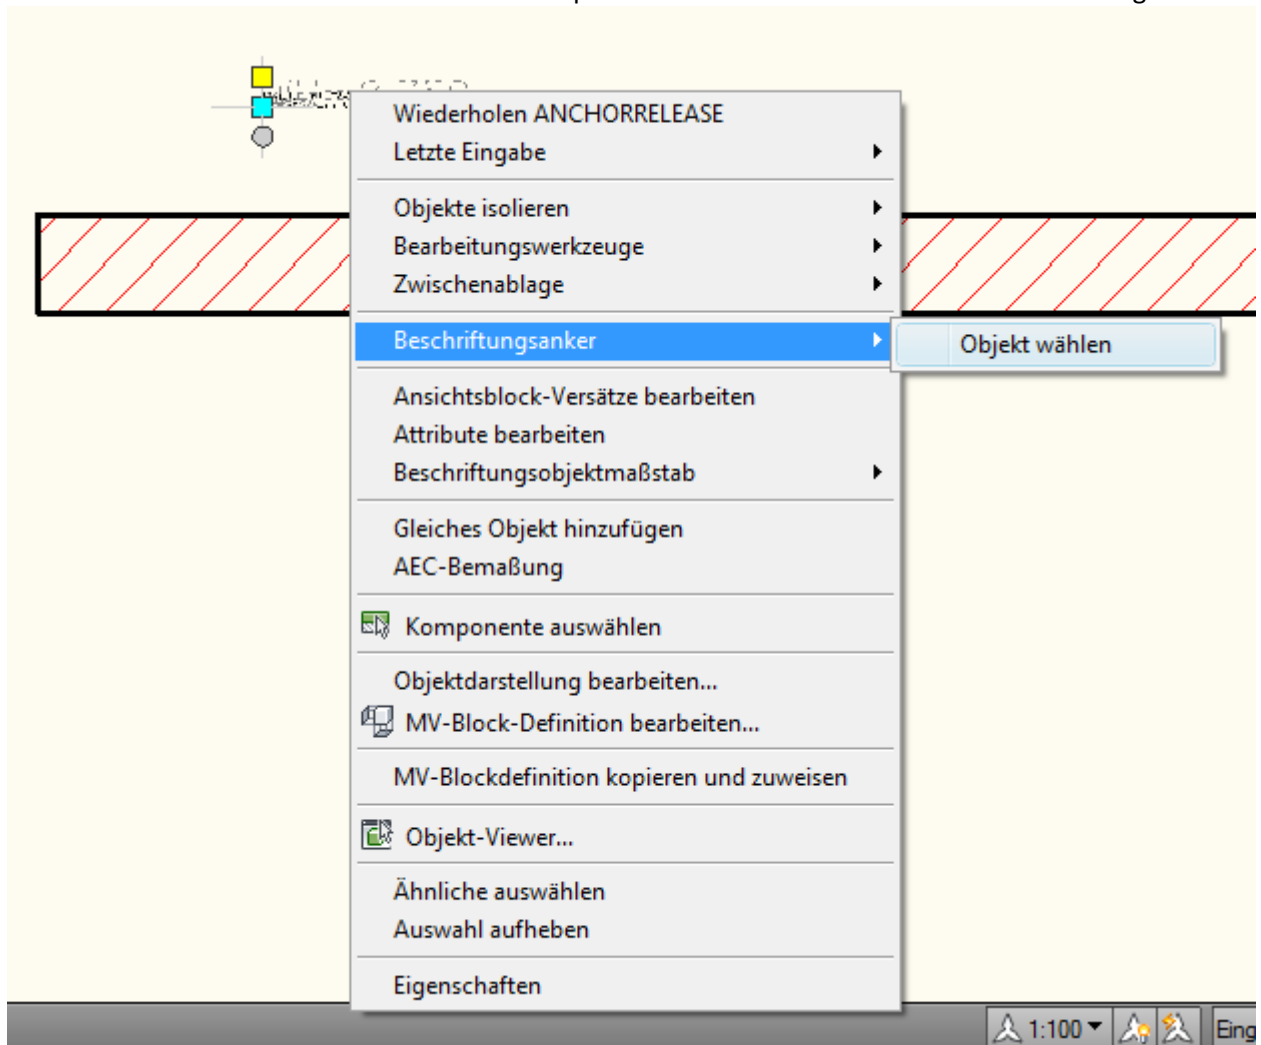 Wiederholen ANCHORRELEASE
Letzte Eingabe
Objekte isolieren
Bearbeitungswerkzeuge
Zwischenablage
Beschriftungsanker
Objekt wählen
Ansichtsblock-Versätze bearbeiten
Attribute bearbeiten
Beschriftungsobjektmaßstab
Gleiches Objekt hinzufügen
AEC-Bemaßung
Komponente auswählen
Objektdarstellung bearbeiten...
MV-Block-Definition bearbeiten...
MV-Blockdefinition kopieren und zuweisen
Objekt-Viewer...
Ähnliche auswählen
Auswahl aufheben
Eigenschaften
1:100
Eing